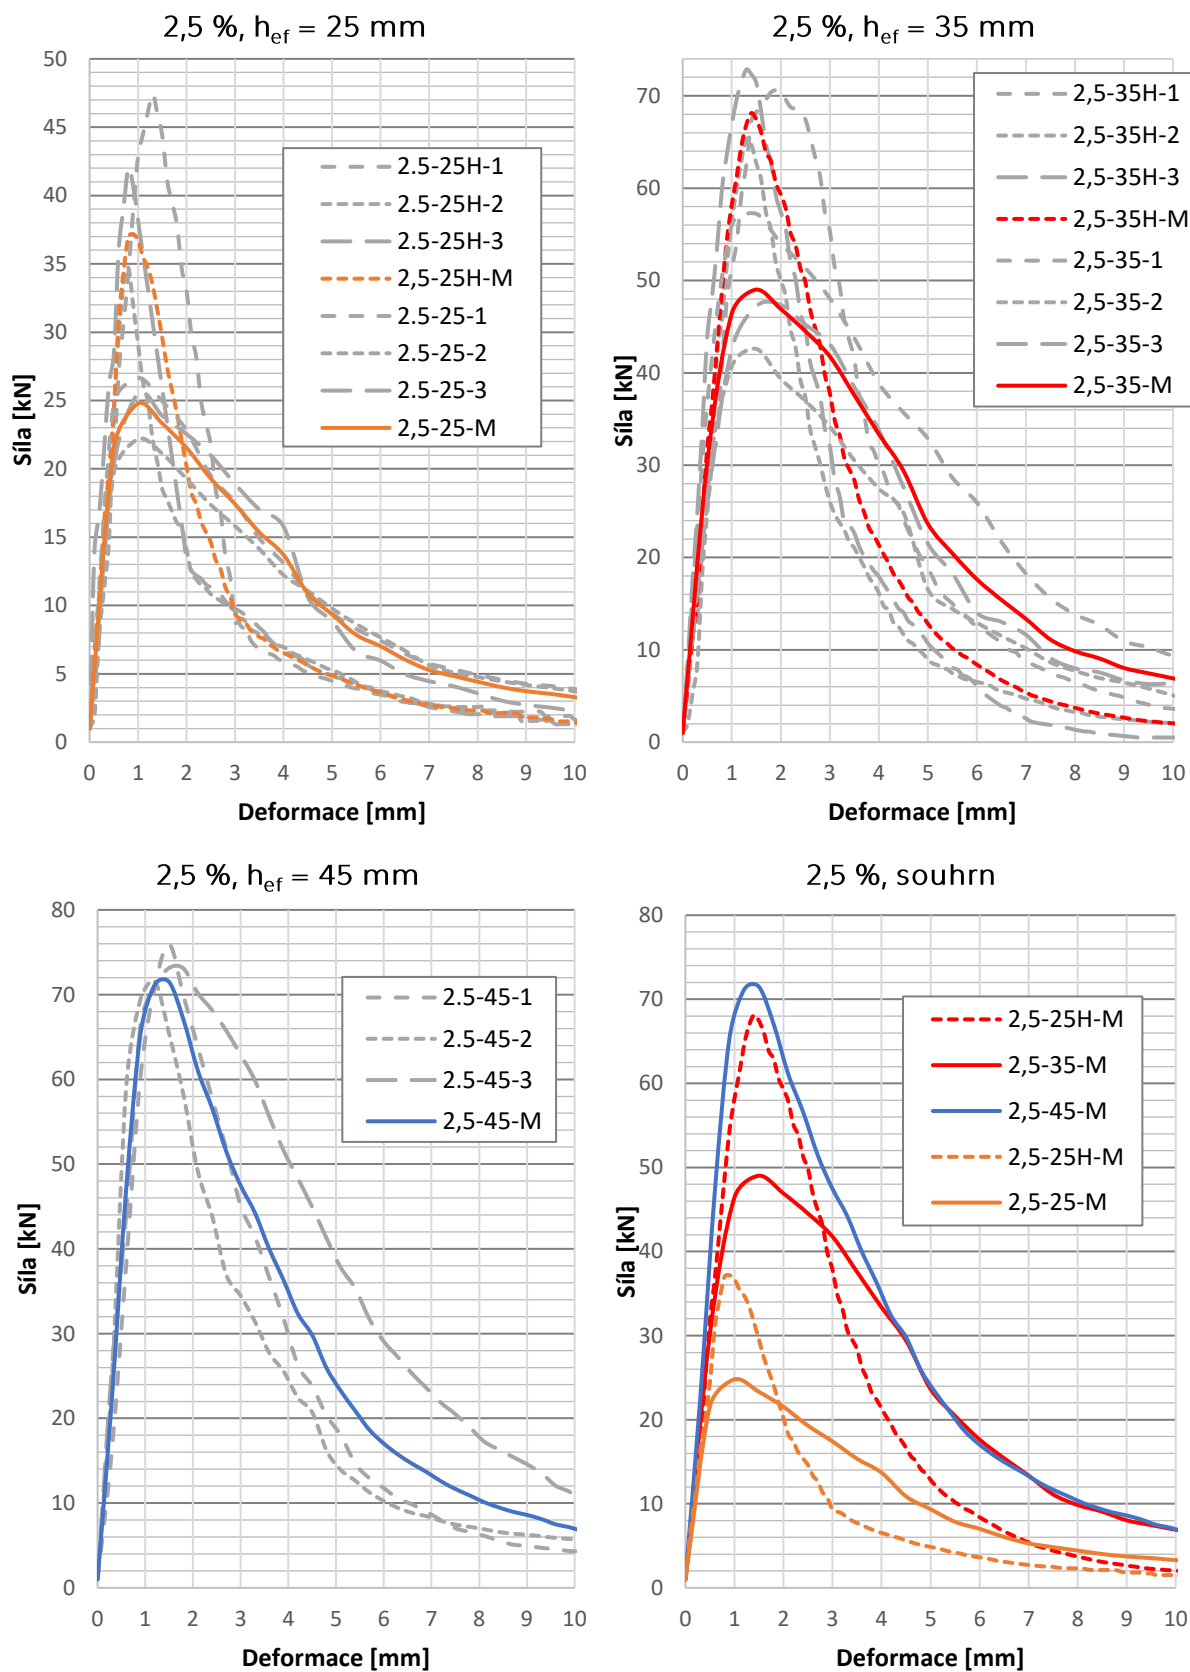 2,5 %, hef = 25 mm
50
45
40
35
30
25
20
15
10
5
0
Síla [kN]
2.5-25H-1
2.5-25H-2
2.5-25H-3
2,5-25H-M
2.5-25-1
2.5-25-2
2.5-25-3
2,5-25-M
0 1 2 3 4 5 6 7 8 9 10
Deformace [mm]
2,5 %, hef = 35 mm
70
60
50
40
30
20
10
0
Síla [kN]
2,5-35H-1
2,5-35H-2
2,5-35H-3
2,5-35H-M
2,5-35-1
2,5-35-2
2,5-35-3
2,5-35-M
0 1 2 3 4 5 6 7 8 9 10
Deformace [mm]
2,5 %, hef = 45 mm
80
70
60
50
40
30
20
10
0
Síla [kN]
2.5-45-1
2.5-45-2
2.5-45-3
2,5-45-M
0 1 2 3 4 5 6 7 8 9 10
Deformace [mm]
2,5 %, souhrn
80
70
60
50
40
30
20
10
0
Síla [kN]
2,5-25H-M
2,5-35-M
2,5-45-M
2,5-25H-M
2,5-25-M
0 1 2 3 4 5 6 7 8 9 10
Deformace [mm]